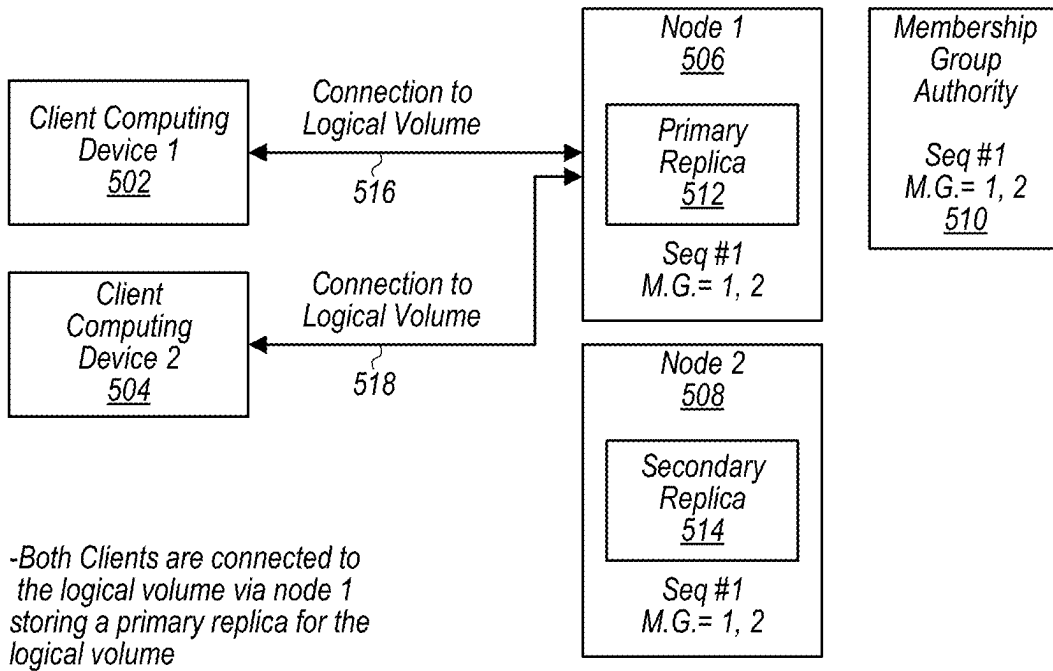 Client Computing
Device 1
502
Connection to
Logical Volume
516
Node 1
506
Primary
Replica
512
Seq #1
M.G.= 1, 2
Membership
Group
Authority
Seq #1
M.G.= 1, 2
510
Client
Computing
Device 2
504
Connection to
Logical Volume
518
Node 2
508
Secondary
Replica
514
Seq #1
M.G.= 1, 2
-Both Clients are connected to
the logical volume via node 1
storing a primary replica for the
logical volume